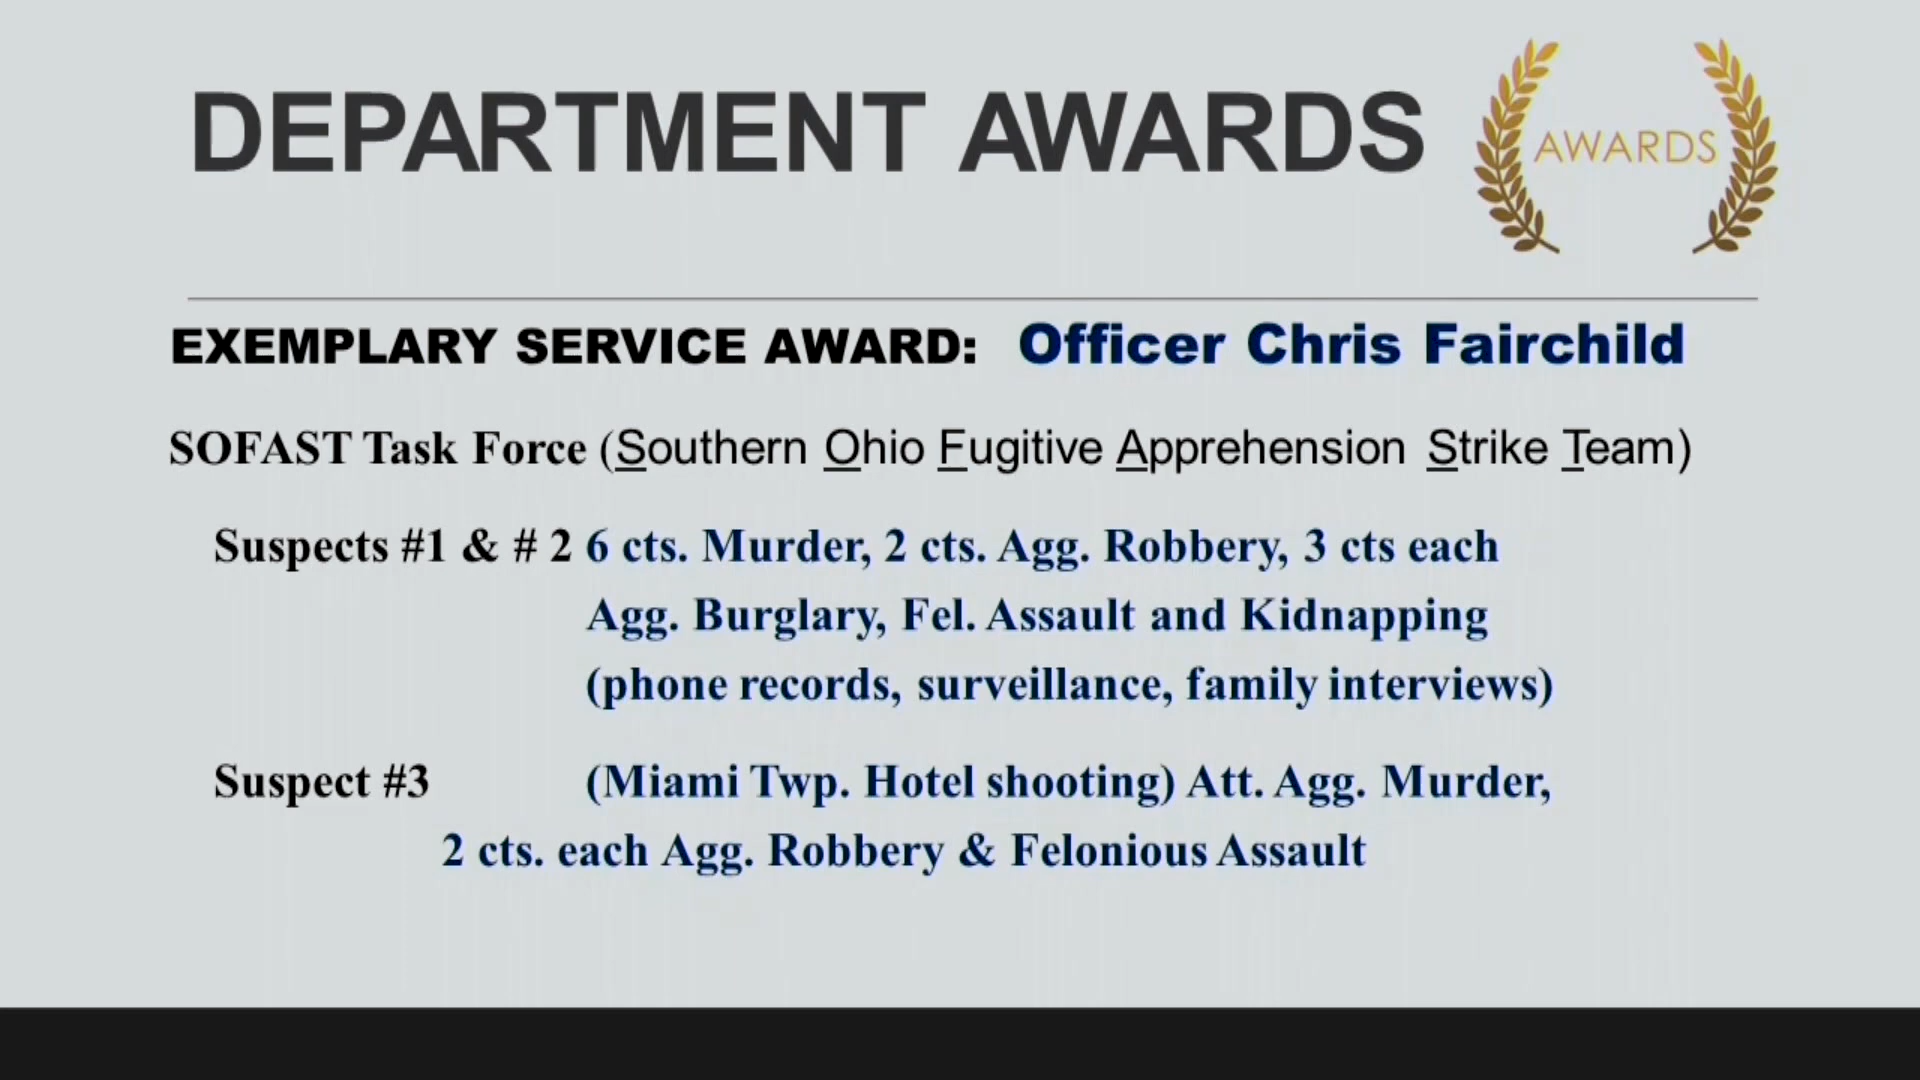 DEPARTMENT AWARDS
AWARDS
EXEMPLARY SERVICE AWARD: Officer Chris Fairchild
SOFAST Task Force (Southern Ohio Fugitive Apprehension Strike Team)
Suspects #1 & # 2 6 cts. Murder, 2 cts. Agg. Robbery, 3 cts each
Agg. Burglary, Fel. Assault and Kidnapping
(phone records, surveillance, family interviews)
Suspect #3 (Miami Twp. Hotel shooting) Att. Agg. Murder,
2 cts. each Agg. Robbery & Felonious Assault